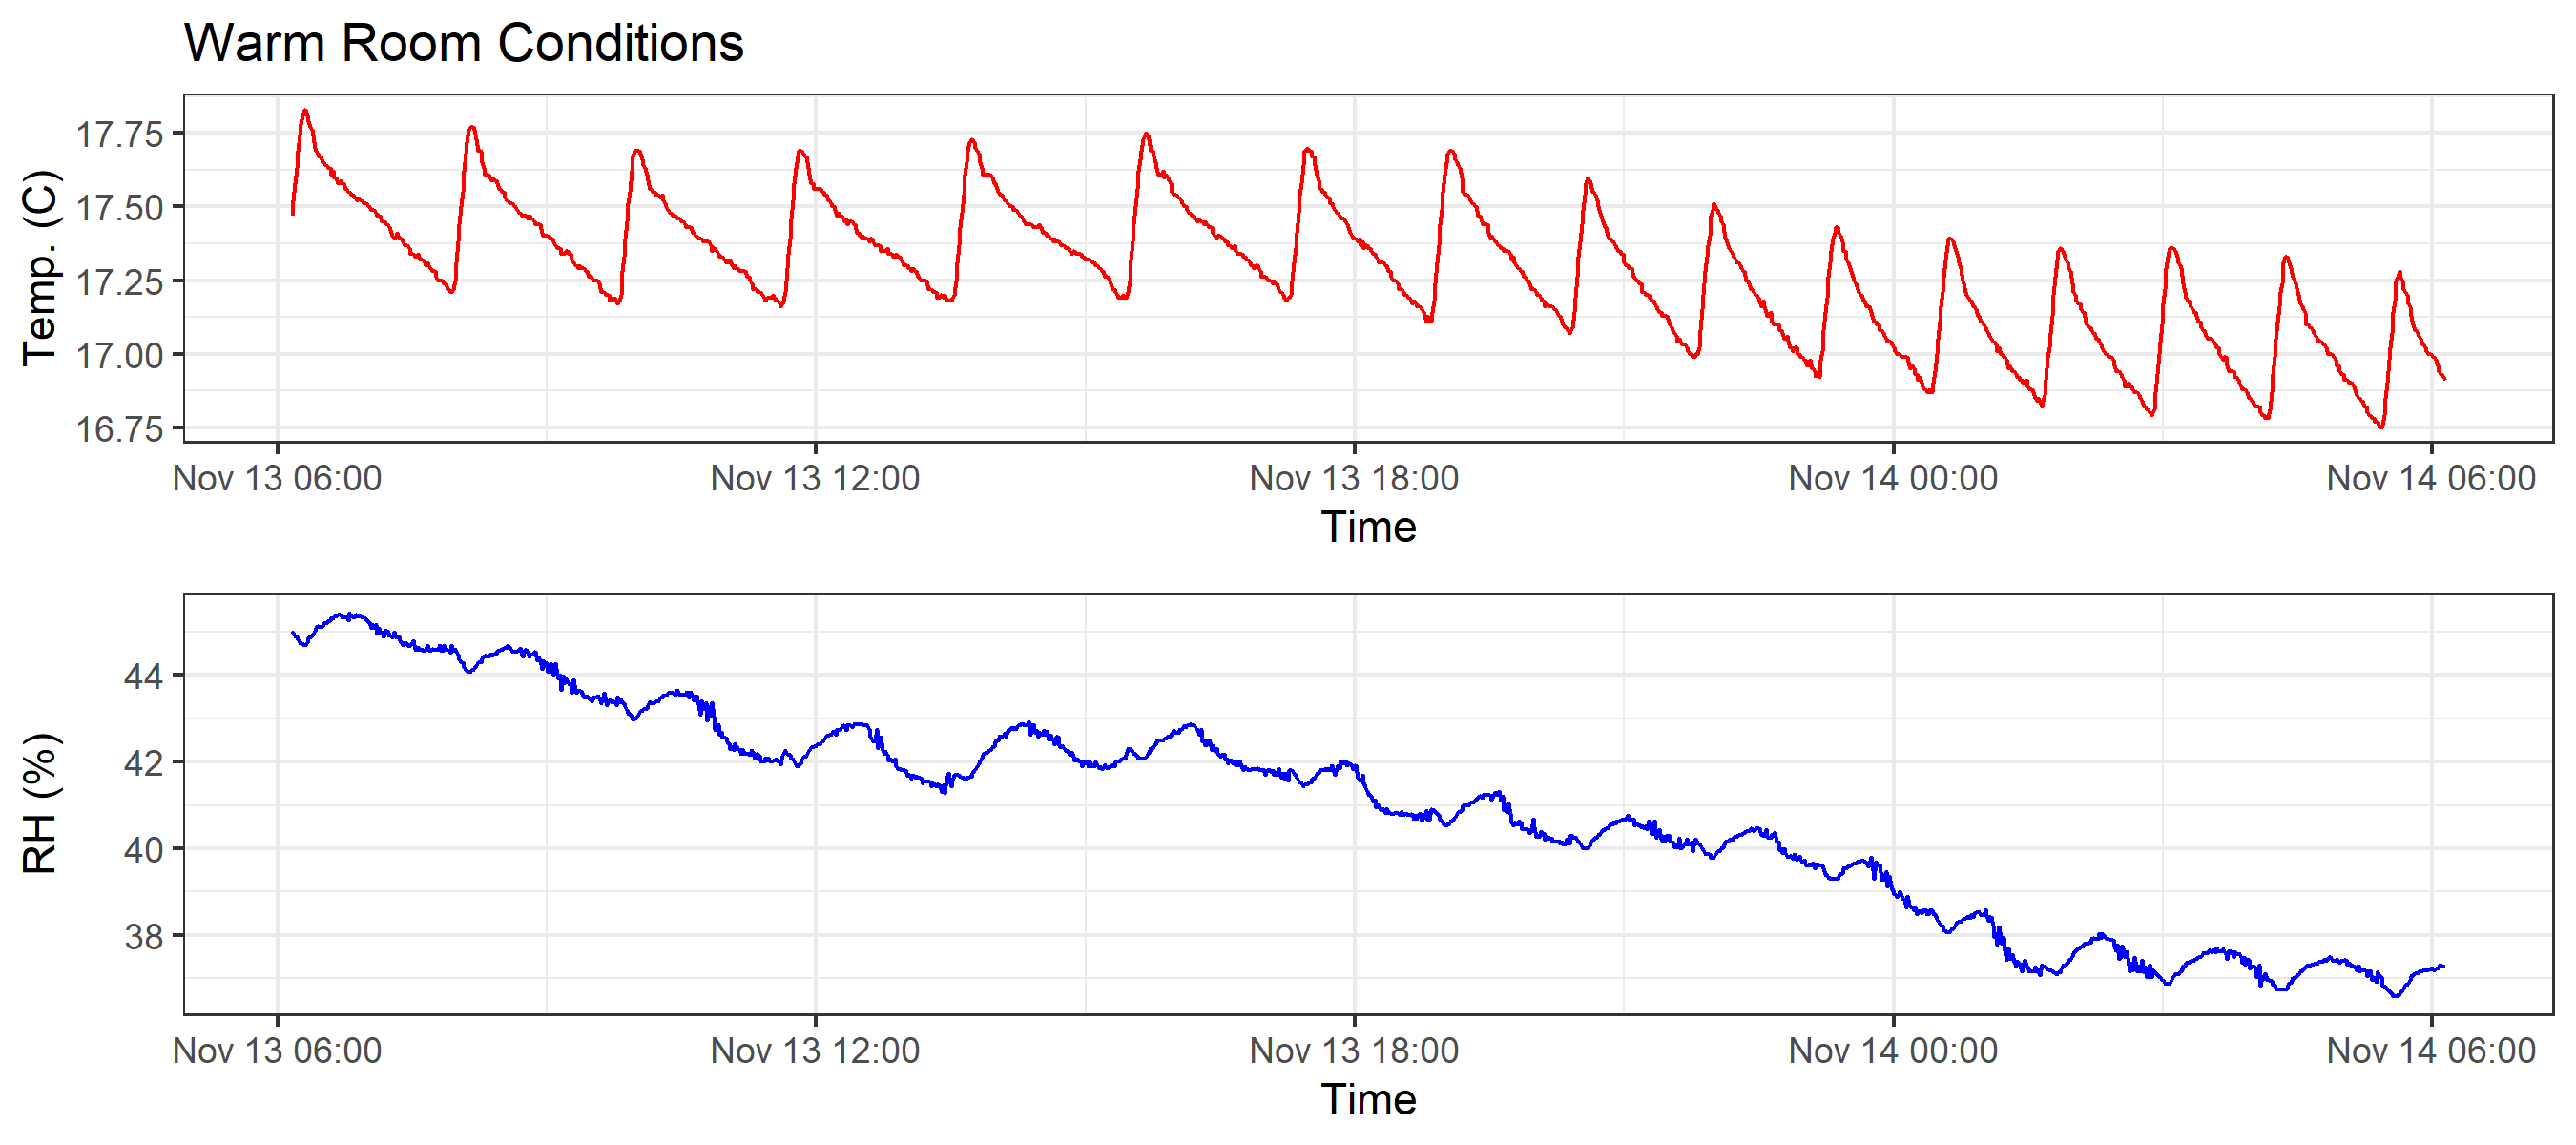 Warm Room Conditions
Temp. (C)
17.75
17.50
17.25
17.00
16.75
Nov 13 06:00 Nov 13 12:00 Nov 13 18:00 Nov 14 00:00 Nov 14 06:00
Time
RH (%)
44
42
40
38
Nov 13 06:00 Nov 13 12:00 Nov 13 18:00 Nov 14 00:00 Nov 14 06:00
Time